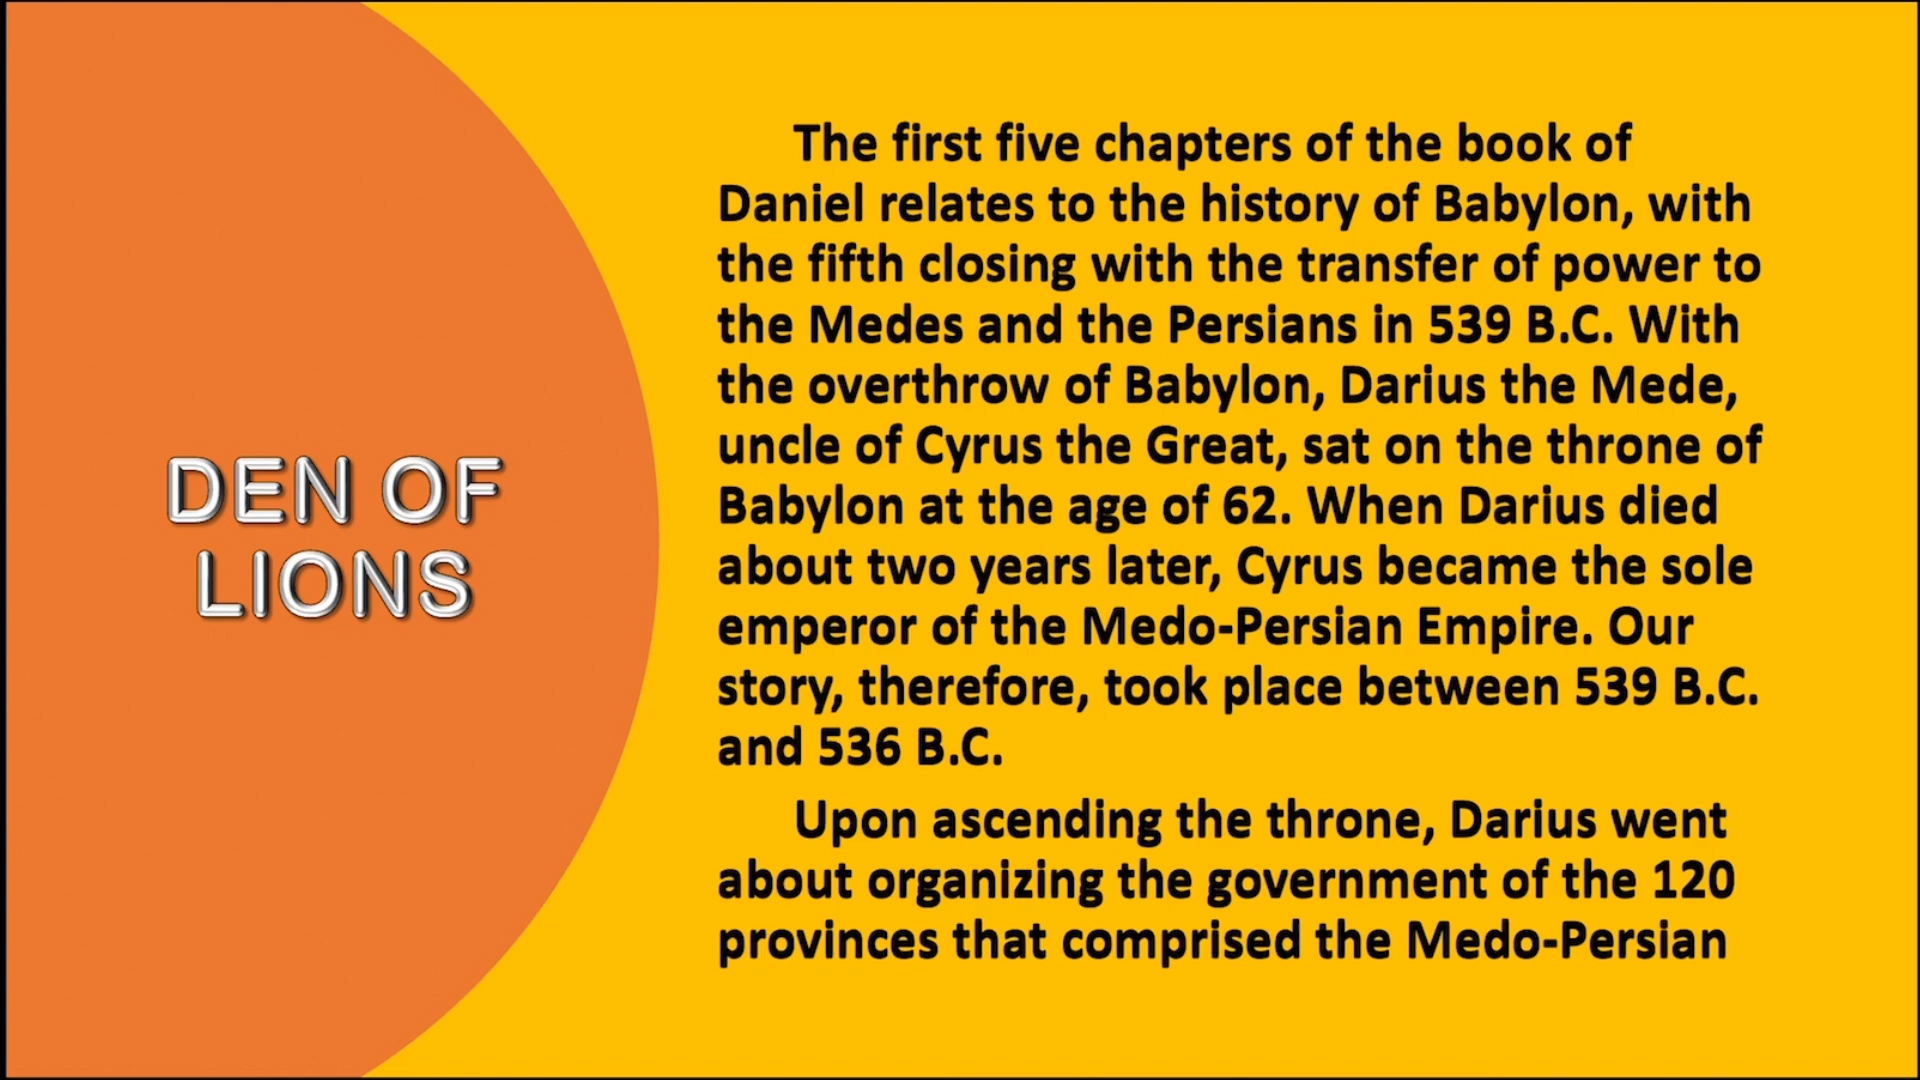 DEN OF
LIONS
The first five chapters of the book of
Daniel relates to the history of Babylon, with
the fifth closing with the transfer of power to
the Medes and the Persians in 539 B.C. With
the overthrow of Babylon, Darius the Mede,
uncle of Cyrus the Great, sat on the throne of
Babylon at the age of 62. When Darius died
about two years later, Cyrus became the sole
emperor of the Medo-Persian Empire. Our
story, therefore, took place between 539 B.C.
and 536 B.C.
Upon ascending the throne, Darius went
about organizing the government of the 120
provinces that comprised the Medo-Persian